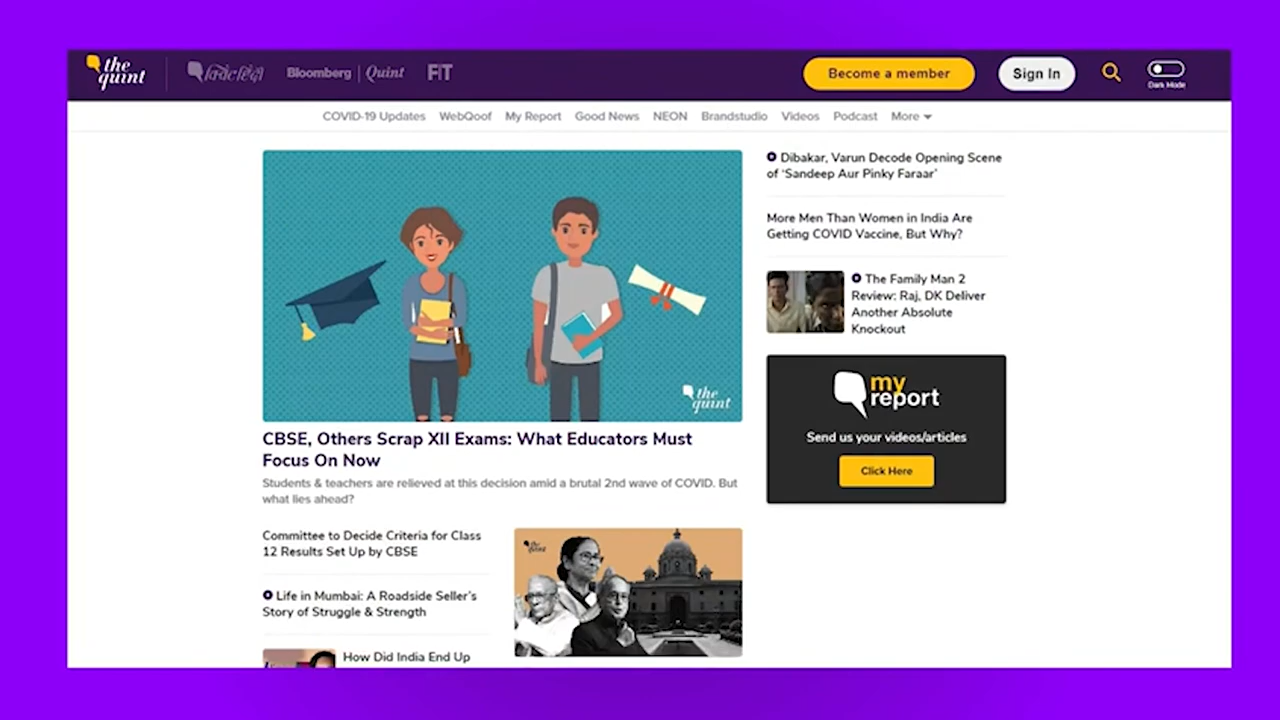 the
quint
क्विंट हिंदी
Bloomberg | Quint
FIT
Become a member
Sign In
Dark Mode
COVID-19 Updates
WebQoof
My Report
Good News
NEON
Brandstudio
Videos
Podcast
More
the
quint
CBSE, Others Scrap XII Exams: What Educators Must
Focus On Now
Students & teachers are relieved at this decision amid a brutal 2nd wave of COVID. But
what lies ahead?
Committee to Decide Criteria for Class
12 Results Set Up by CBSE
Life in Mumbai: A Roadside Seller's
Story of Struggle & Strength
How Did India End Up
the
quint
Dibakar, Varun Decode Opening Scene
of ‘Sandeep Aur Pinky Faraar’
More Men Than Women in India Are
Getting COVID Vaccine, But Why?
The Family Man 2
Review: Raj, DK Deliver
Another Absolute
Knockout
my
report
Send us your videos/articles
Click Here